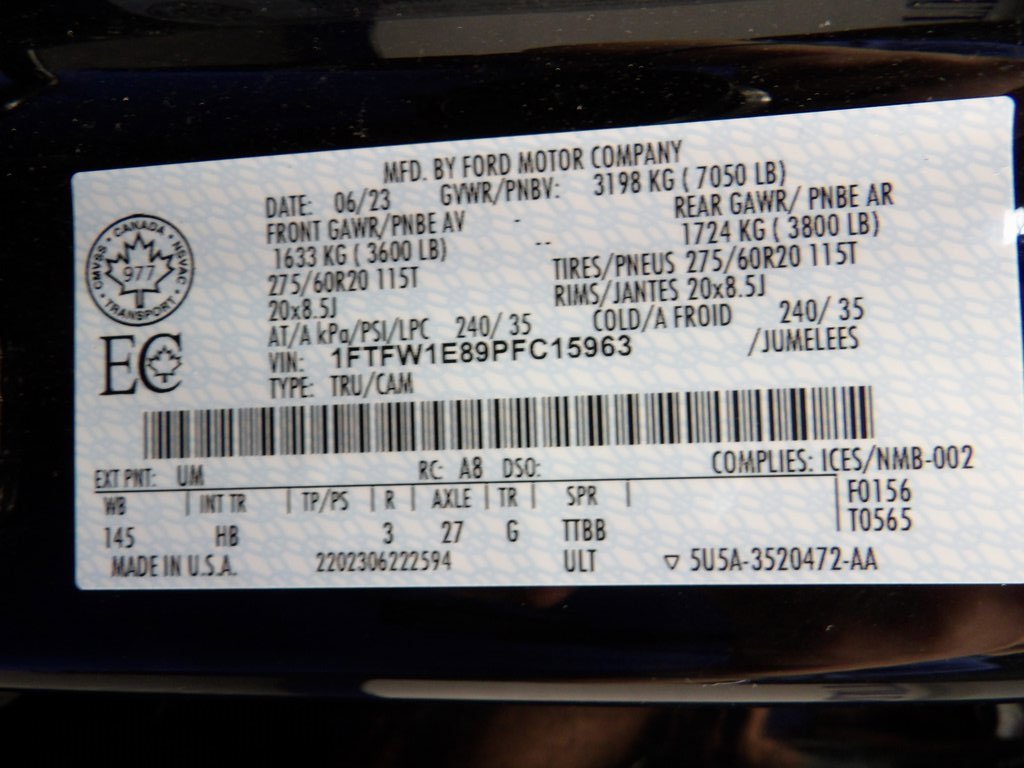 MFD. BY FORD MOTOR COMPANY
DATE: 06/23 GVWR/PNBV: 3198 KG ( 7050 LB)
FRONT GAWR/PNBE AV - REAR GAWR/ PNBE AR
1633 KG ( 3600 LB) -- 1724 KG ( 3800 LB)
275/60R20 115T TIRES/PNEUS 275/60R20 115T
20x8.5J RIMS/JANTES 20x8.5J
AT/A kPa/PSI/LPC 240/ 35 COLD/A FROID 240/ 35
VIN: 1FTFW1E89PFC15963 /JUMELEES
TYPE: TRU/CAM
CANADA
CMVSS · NSVAC
977
TRANSPORT
EC
EXT PNT: UM RC: A8 DSO: COMPLIES: ICES/NMB-002
WB | INT TR | TP/PS | R | AXLE | TR | SPR | F0156
145 HB 3 27 G TTBB T0565
MADE IN U.S.A. 2202306222594 ULT ▽ 5U5A-3520472-AA